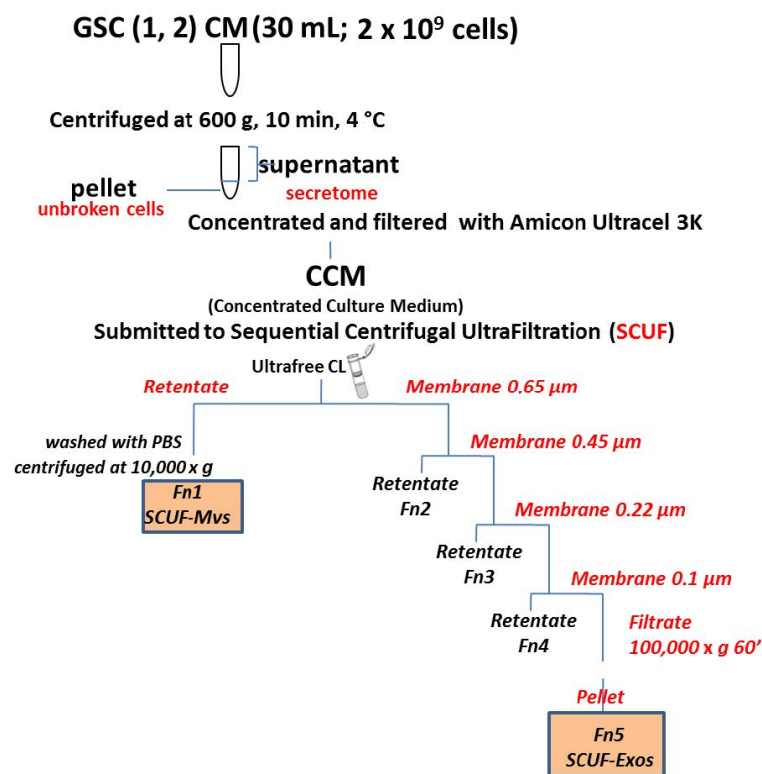 GSC (1, 2) CM (30 mL; 2 x 10⁹ cells)
Centrifuged at 600 g, 10 min, 4 °C
supernatant
secretome
pellet
unbroken cells
Concentrated and filtered with Amicon Ultracel 3K
CCM
(Concentrated Culture Medium)
Submitted to Sequential Centrifugal UltraFiltration (SCUF)
Ultrafree CL
Retentate
Membrane 0.65 µm
washed with PBS
centrifuged at 10,000 x g
Fn1
SCUF-Mvs
Membrane 0.45 µm
Retentate
Fn2
Membrane 0.22 µm
Retentate
Fn3
Membrane 0.1 µm
Retentate
Fn4
Filtrate
100,000 x g 60’
Pellet
Fn5
SCUF-Exos